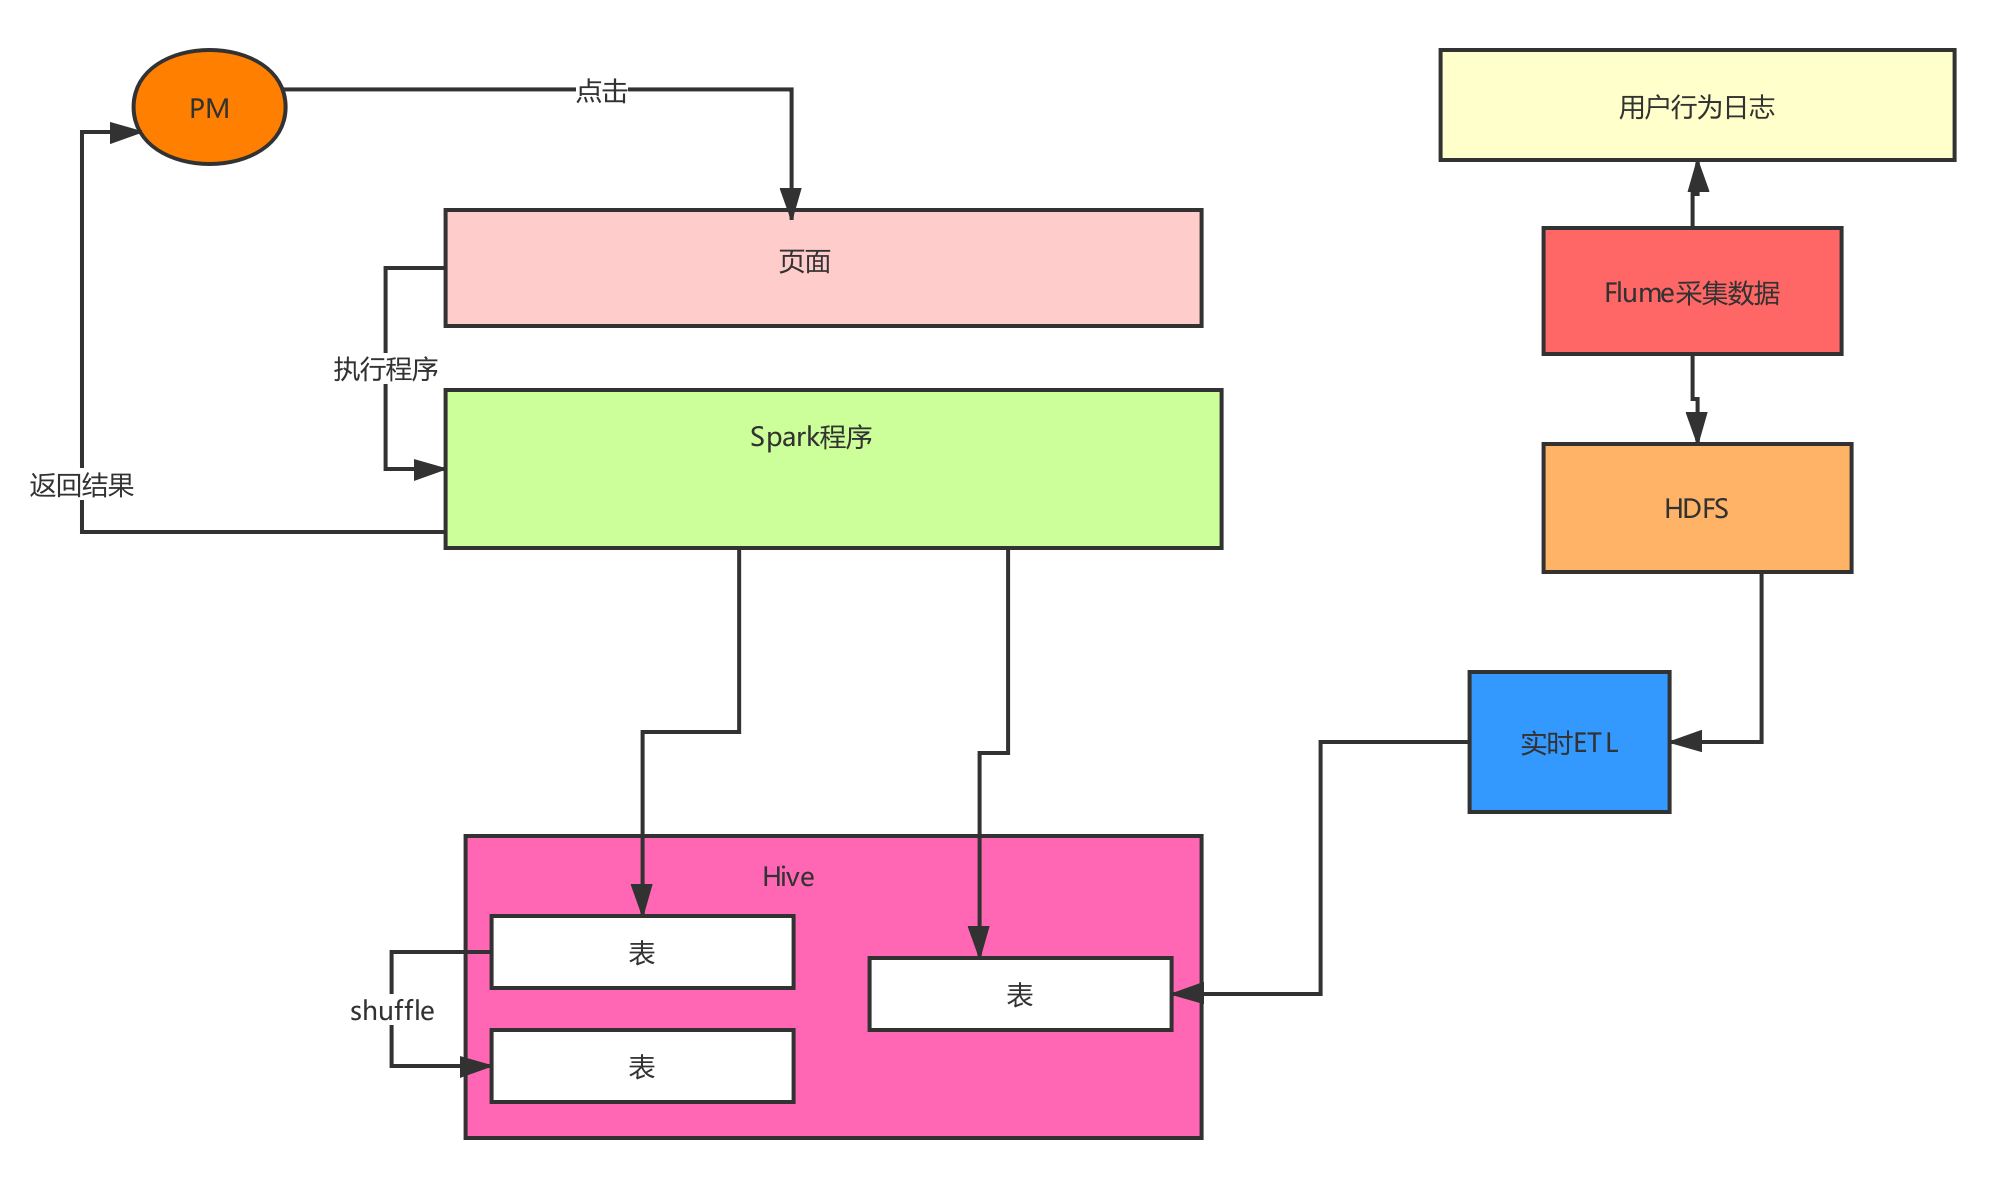 PM
点击
用户行为日志
页面
Flume采集数据
执行程序
Spark程序
返回结果
HDFS
实时ETL
Hive
表
表
shuffle
表